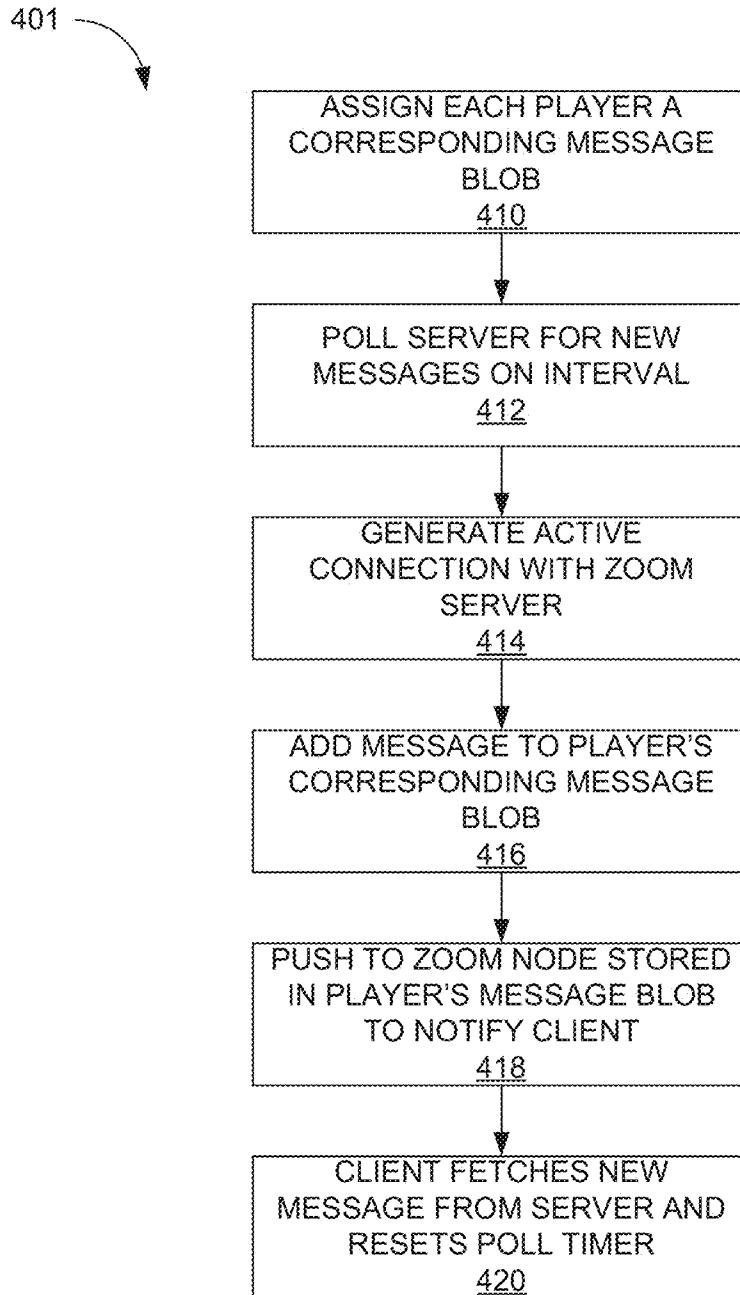 401
ASSIGN EACH PLAYER A
CORRESPONDING MESSAGE
BLOB
410
POLL SERVER FOR NEW
MESSAGES ON INTERVAL
412
GENERATE ACTIVE
CONNECTION WITH ZOOM
SERVER
414
ADD MESSAGE TO PLAYER'S
CORRESPONDING MESSAGE
BLOB
416
PUSH TO ZOOM NODE STORED
IN PLAYER'S MESSAGE BLOB
TO NOTIFY CLIENT
418
CLIENT FETCHES NEW
MESSAGE FROM SERVER AND
RESETS POLL TIMER
420